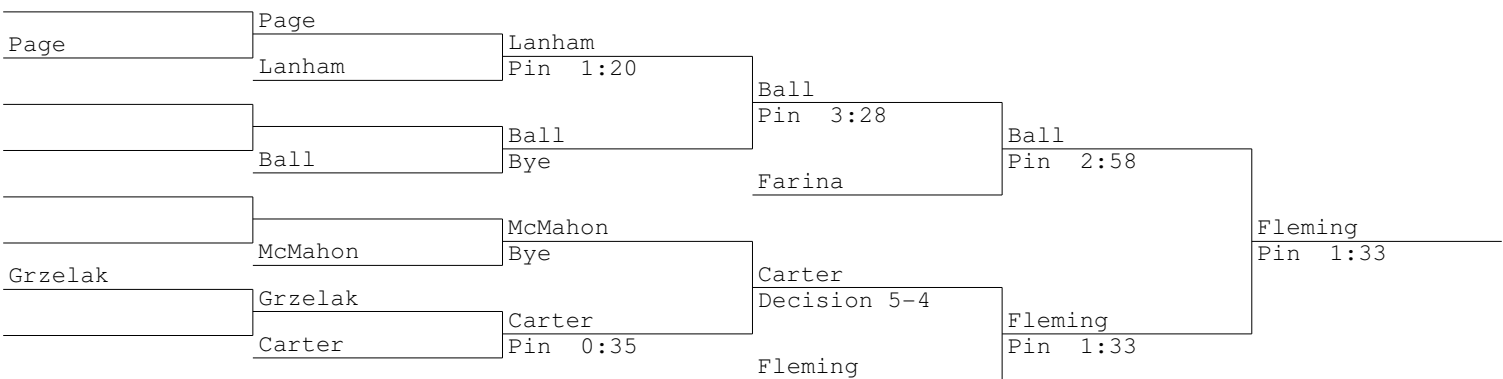 Page
Page
Lanham
Lanham
Pin 1:20
Ball
Ball
Bye
Ball
Pin 3:28
Farina
Ball
Pin 2:58
McMahon
McMahon
Bye
Grzelak
Grzelak
Carter
Carter
Pin 0:35
Carter
Decision 5-4
Fleming
Fleming
Pin 1:33
Fleming
Pin 1:33